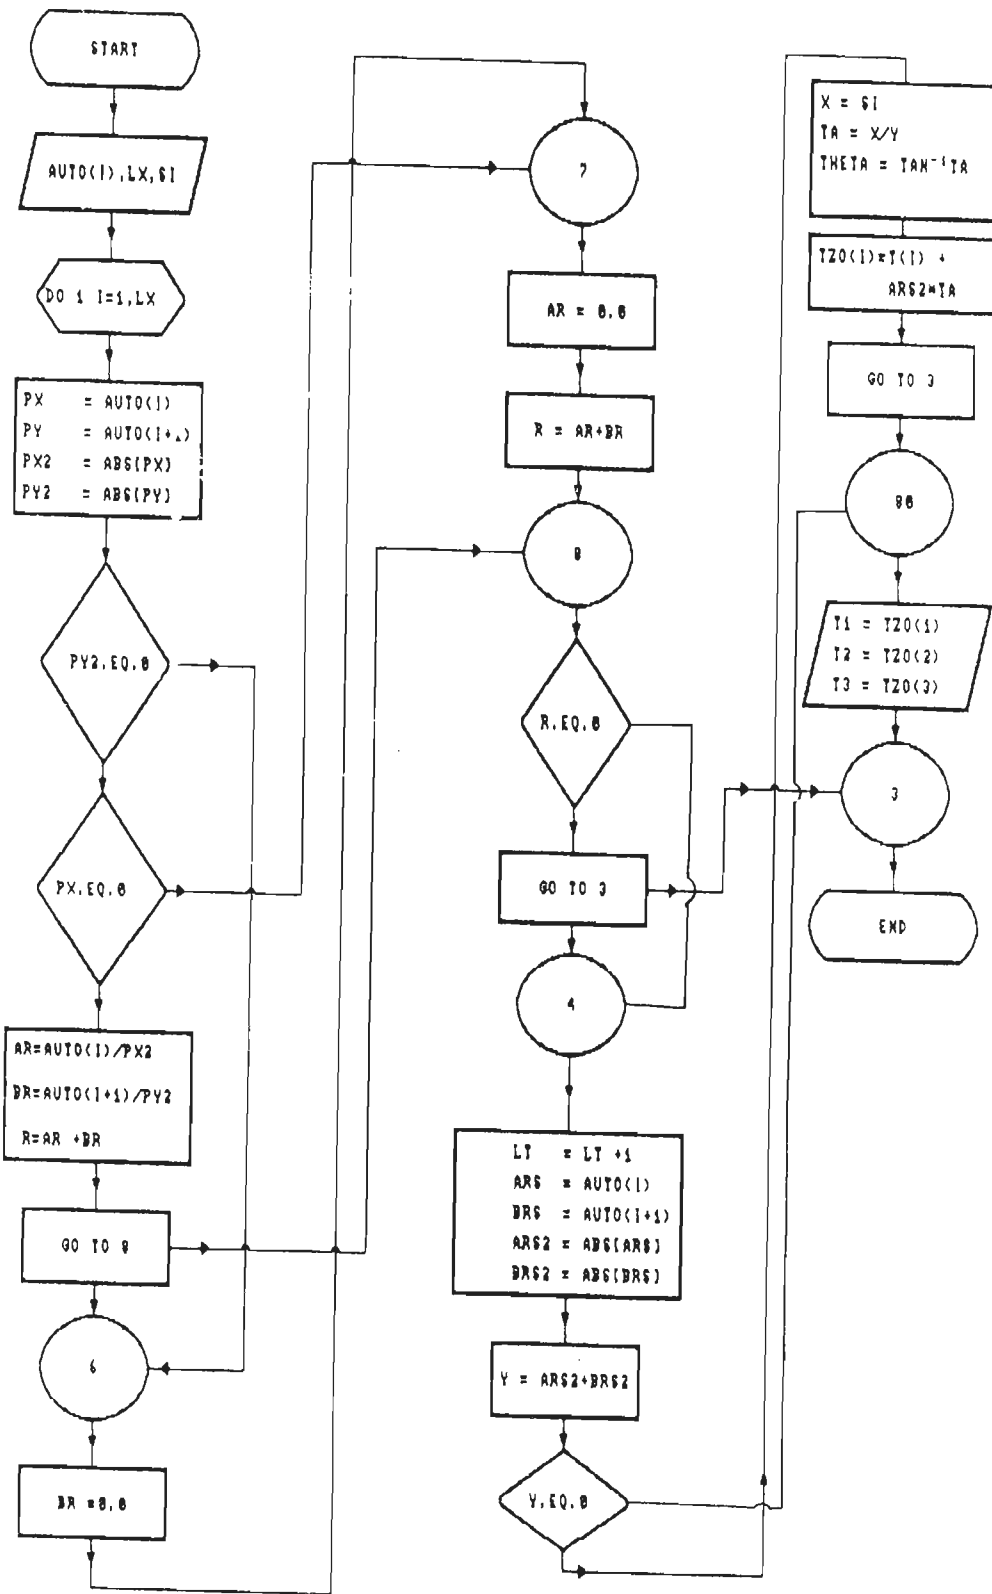 START
AUTO(I),LX,SI
DO 1 I=1,LX
PX = AUTO(I)
PY = AUTO(I+1)
PX2 = ABS(PX)
PY2 = ABS(PY)
PY2.EQ.0
PX.EQ.0
AR=AUTO(I)/PX2
BR=AUTO(I+1)/PY2
R=AR +BR
GO TO 8
6
BR =0.0
7
AR = 0.0
R = AR+BR
8
R.EQ.0
GO TO 3
4
LT = LT +1
ARS = AUTO(I)
BRS = AUTO(I+1)
ARS2 = ABS(ARS)
BRS2 = ABS(BRS)
Y = ARS2+BRS2
Y.EQ.0
X = SI
TA = X/Y
THETA = TAN⁻¹TA
TZO(I)=T(I) +
ARS2*TA
GO TO 3
80
T1 = TZO(1)
T2 = TZO(2)
T3 = TZO(3)
3
END